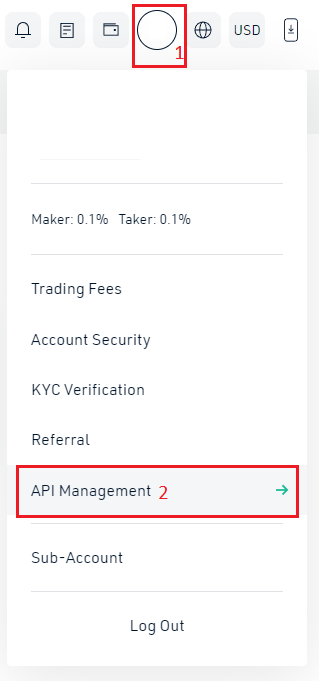 USD
1
Maker: 0.1% Taker: 0.1%
Trading Fees
Account Security
KYC Verification
Referral
API Management 2
Sub-Account
Log Out